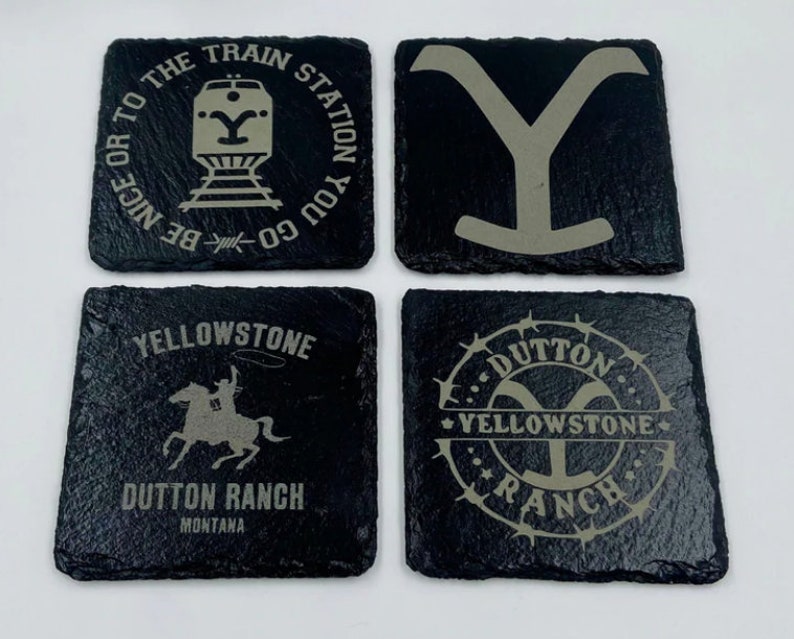 BE NICE OR TO THE TRAIN STATION YOU GO
Y
Y
YELLOWSTONE
DUTTON RANCH
MONTANA
DUTTON
YELLOWSTONE
RANCH